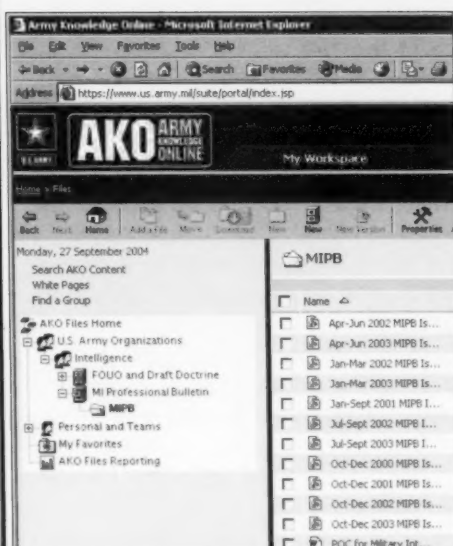 Army Knowledge Online - Microsoft Internet Explorer
File Edit View Favorites Tools Help
Back Search Favorites Media
Address https://www.us.army.mil/suite/portal/index.jsp
U.S. ARMY
AKO ARMY KNOWLEDGE ONLINE
My Workspace
Home > Files
Back Next Home Add a File Move Download New New New Version Properties
Monday, 27 September 2004
Search AKO Content
White Pages
Find a Group
AKO Files Home
U.S. Army Organizations
Intelligence
FOUO and Draft Doctrine
MI Professional Bulletin
MIPB
Personal and Teams
My Favorites
AKO Files Reporting
MIPB
Name
Apr-Jun 2002 MIPB Is...
Apr-Jun 2003 MIPB Is...
Jan-Mar 2002 MIPB Is...
Jan-Mar 2003 MIPB Is...
Jan-Sept 2001 MIPB I...
Jul-Sept 2002 MIPB I...
Jul-Sept 2003 MIPB I...
Oct-Dec 2000 MIPB Is...
Oct-Dec 2001 MIPB Is...
Oct-Dec 2002 MIPB Is...
Oct-Dec 2003 MIPB Is...
POC for Military Int...